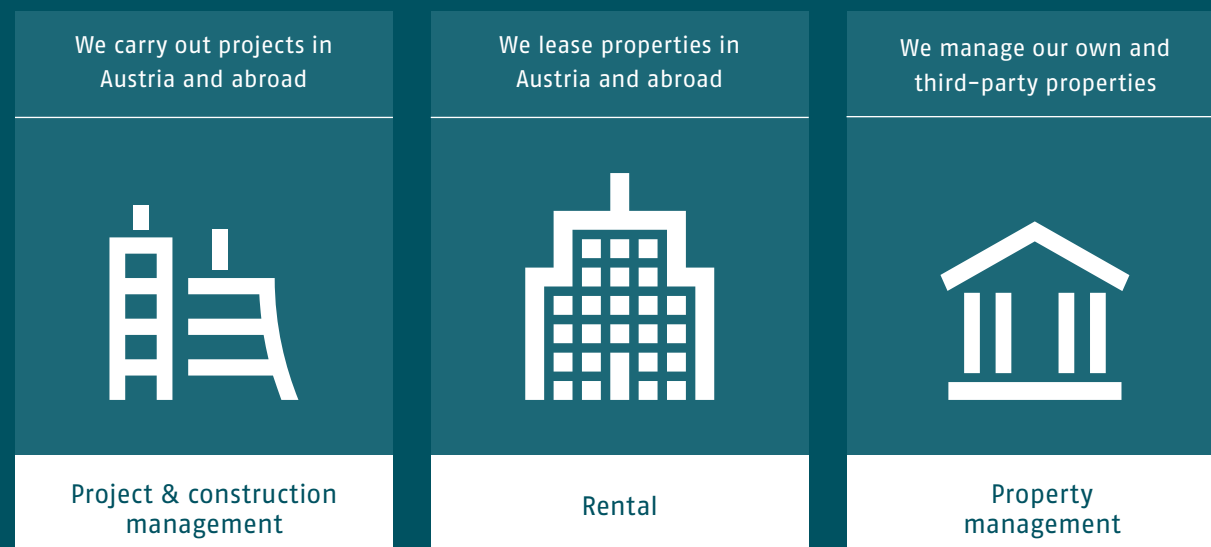 We carry out projects in
Austria and abroad
Project & construction
management
We lease properties in
Austria and abroad
Rental
We manage our own and
third-party properties
Property
management